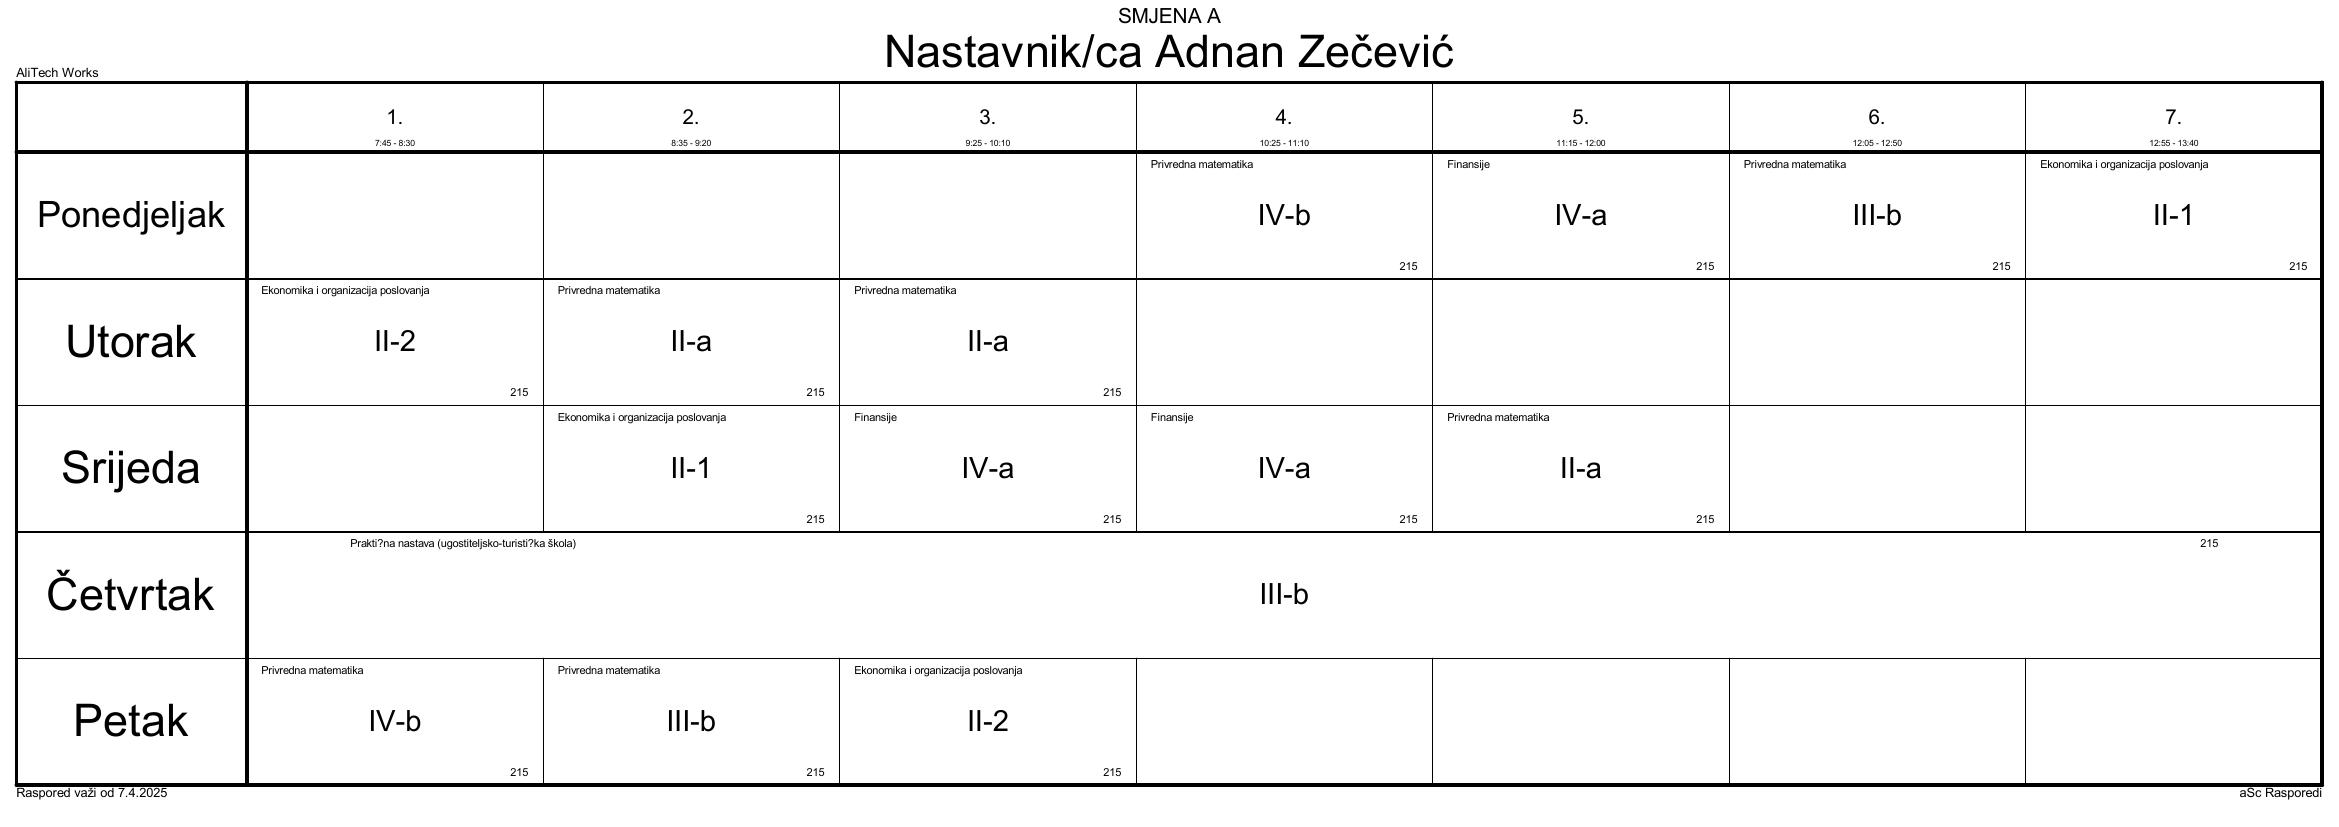 SMJENA A
Nastavnik/ca Adnan Zečević
AliTech Works
1. 2. 3. 4. 5. 6. 7.
7:45 - 8:30 8:35 - 9:20 9:25 - 10:10 10:25 - 11:10 11:15 - 12:00 12:05 - 12:50 12:55 - 13:40
Privredna matematika Finansije Privredna matematika Ekonomika i organizacija poslovanja
Ponedjeljak IV-b IV-a III-b II-1
215 215 215 215
Ekonomika i organizacija poslovanja Privredna matematika Privredna matematika
Utorak II-2 II-a II-a
215 215 215
Ekonomika i organizacija poslovanja Finansije Finansije Privredna matematika
Srijeda II-1 IV-a IV-a II-a
215 215 215 215
Prakti?na nastava (ugostiteljsko-turisti?ka škola) 215
Četvrtak III-b
Privredna matematika Privredna matematika Ekonomika i organizacija poslovanja
Petak IV-b III-b II-2
215 215 215
Raspored važi od 7.4.2025 aSc Rasporedi